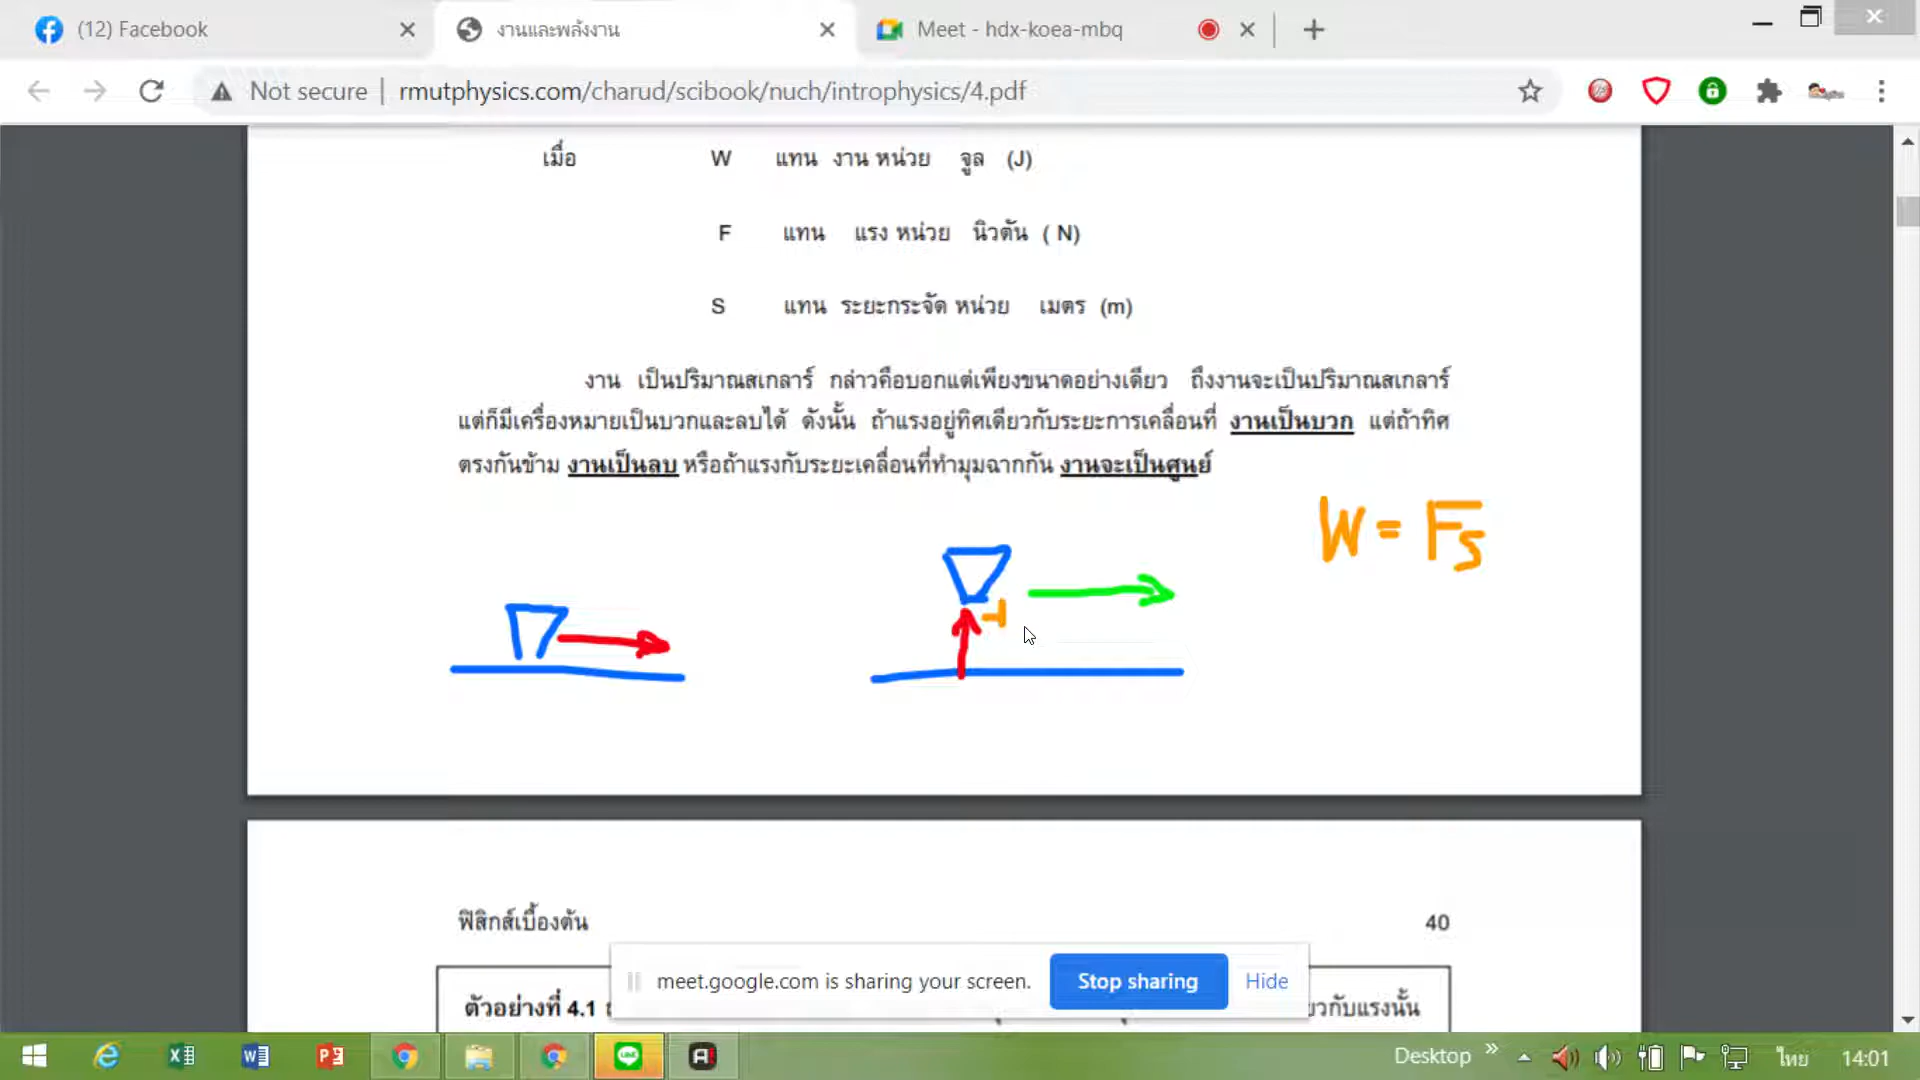 (12) Facebook
งานและพลังงาน
Meet - hdx-koea-mbq
Not secure | rmutphysics.com/charud/scibook/nuch/introphysics/4.pdf
เมื่อ W แทน งาน หน่วย จูล (J)
F แทน แรง หน่วย นิวตัน ( N)
S แทน ระยะกระจัด หน่วย เมตร (m)
งาน เป็นปริมาณสเกลาร์ กล่าวคือบอกแต่เพียงขนาดอย่างเดียว ถึงงานจะเป็นปริมาณสเกลาร์
แต่ก็มีเครื่องหมายเป็นบวกและลบได้ ดังนั้น ถ้าแรงอยู่ทิศเดียวกับระยะการเคลื่อนที่ งานเป็นบวก แต่ถ้าทิศ
ตรงกันข้าม งานเป็นลบ หรือถ้าแรงกับระยะเคลื่อนที่ทำมุมฉากกัน งานจะเป็นศูนย์
W = Fs
ฟิสิกส์เบื้องต้น 40
meet.google.com is sharing your screen. Stop sharing Hide
ตัวอย่างที่ 4.1
วกับแรงนั้น
Desktop ไทย 14:01